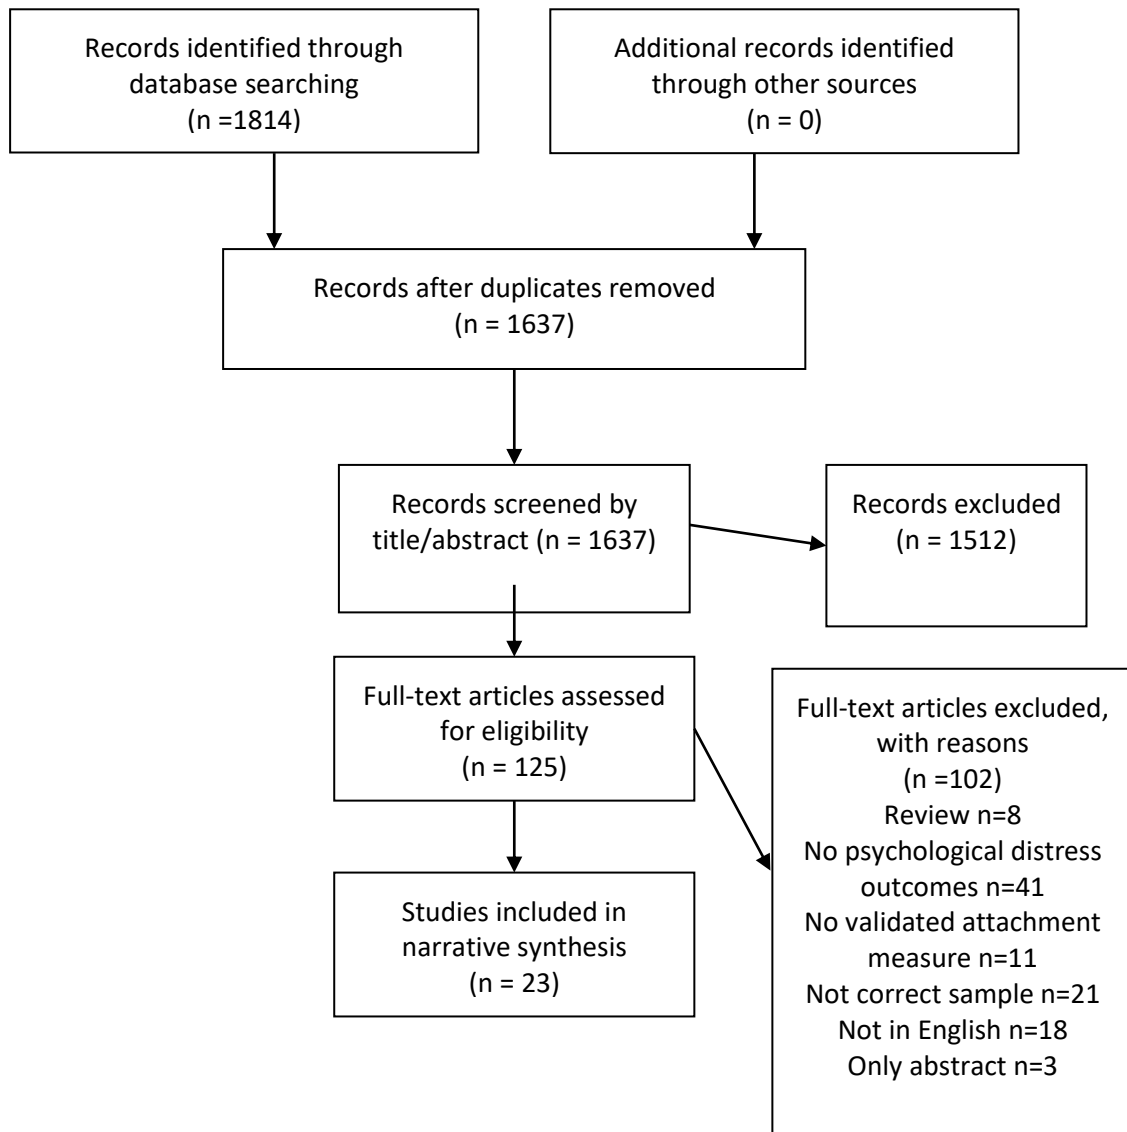 Records identified through
database searching
(n =1814)
Additional records identified
through other sources
(n = 0)
Records after duplicates removed
(n = 1637)
Records screened by
title/abstract (n = 1637)
Records excluded
(n = 1512)
Full-text articles assessed
for eligibility
(n = 125)
Full-text articles excluded,
with reasons
(n =102)
Review n=8
No psychological distress
outcomes n=41
No validated attachment
measure n=11
Not correct sample n=21
Not in English n=18
Only abstract n=3
Studies included in
narrative synthesis
(n = 23)